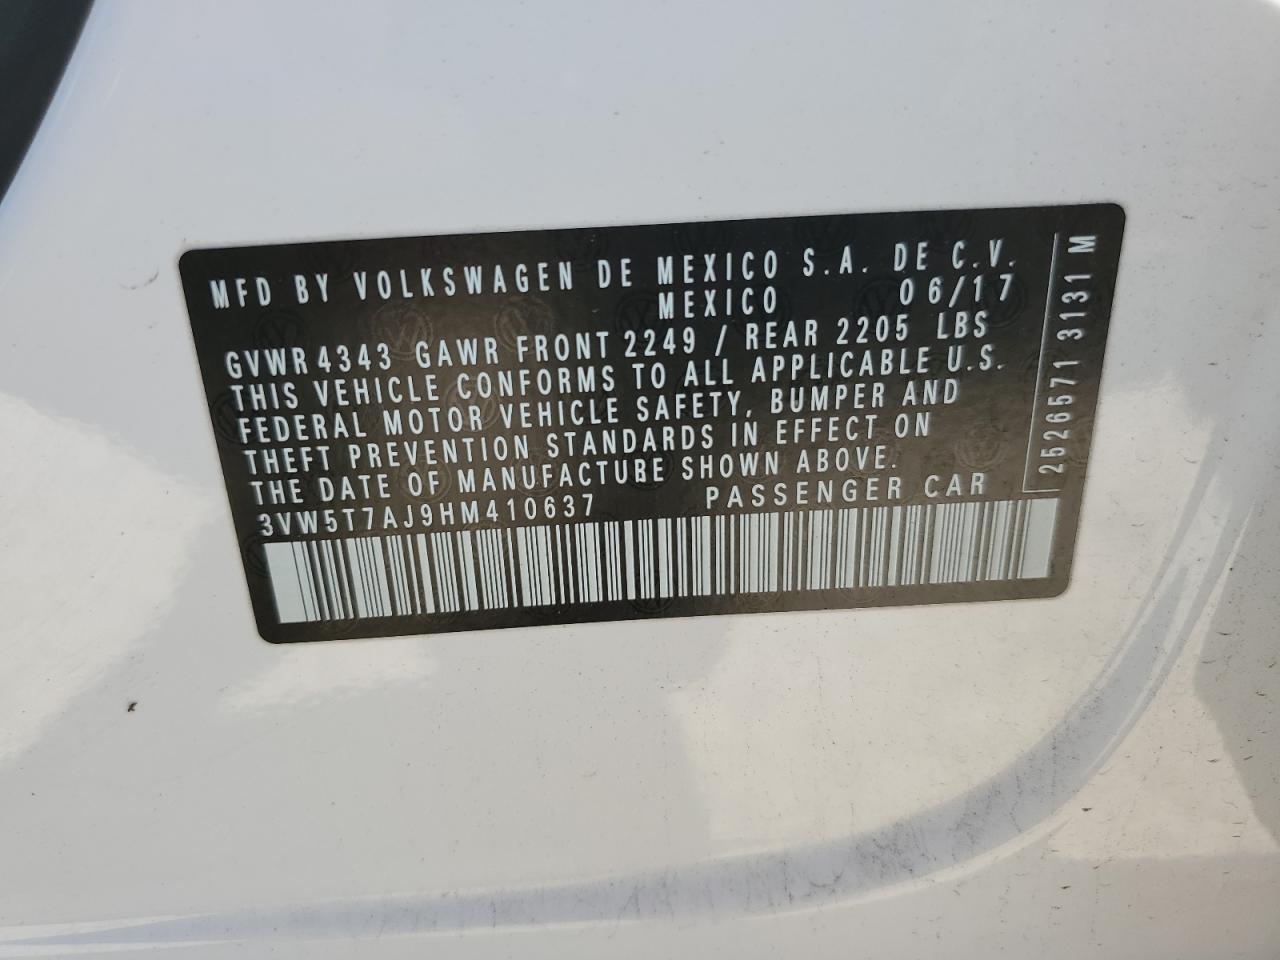 MFD BY VOLKSWAGEN DE MEXICO S.A. DE C.V.
MEXICO 06/17
GVWR 4343 GAWR FRONT 2249 / REAR 2205 LBS
THIS VEHICLE CONFORMS TO ALL APPLICABLE U.S.
FEDERAL MOTOR VEHICLE SAFETY, BUMPER AND
THEFT PREVENTION STANDARDS IN EFFECT ON
THE DATE OF MANUFACTURE SHOWN ABOVE.
3VW5T7AJ9HM410637 PASSENGER CAR
2526571 3131 M